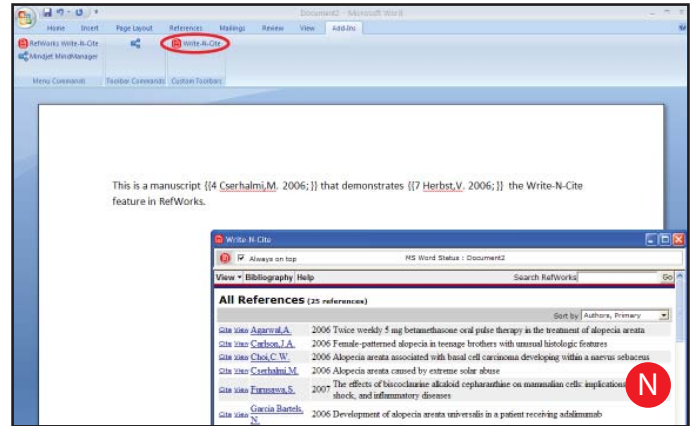 Document2 - Microsoft Word
Home Insert Page Layout References Mailings Review View Add-Ins
RefWorks Write-N-Cite
Write-N-Cite
Mindjet MindManager
Menu Commands Toolbar Commands Custom Toolbars
This is a manuscript {{4 Cserhalmi,M. 2006; }} that demonstrates {{7 Herbst,V. 2006; }} the Write-N-Cite
feature in RefWorks.
Write-N-Cite
Always on top MS Word Status : Document2
View Bibliography Help Search RefWorks Go
All References (25 references)
Sort by Authors, Primary
Cite View Agarwal,A. 2006 Twice weekly 5 mg betamethasone oral pulse therapy in the treatment of alopecia areata
Cite View Carlson,J.A. 2006 Female-patterned alopecia in teenage brothers with unusual histologic features
Cite View Choi,C.W. 2006 Alopecia areata associated with basal cell carcinoma developing within a naevus sebaceus
Cite View Cserhalmi,M. 2006 Alopecia areata caused by extreme solar abuse
Cite View Furusawa,S. 2007 The effects of biscoclaurine alkaloid cepharanthine on mammalian cells: implications
shock, and inflammatory diseases
Cite View Garcia Bartels, N. 2006 Development of alopecia areata universalis in a patient receiving adalimumab
N